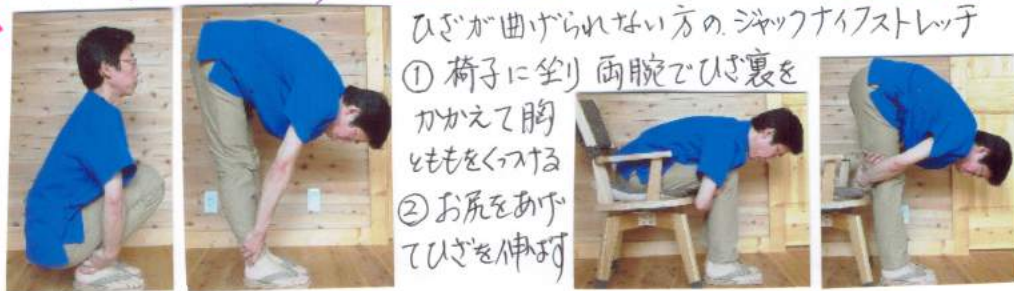 ひざが曲げられない方の、ジャックナイフストレッチ
① 椅子に坐り 両腕でひざ裏を
かかえて胸
とももをくっつける
② お尻をあげ
てひざを伸ばす